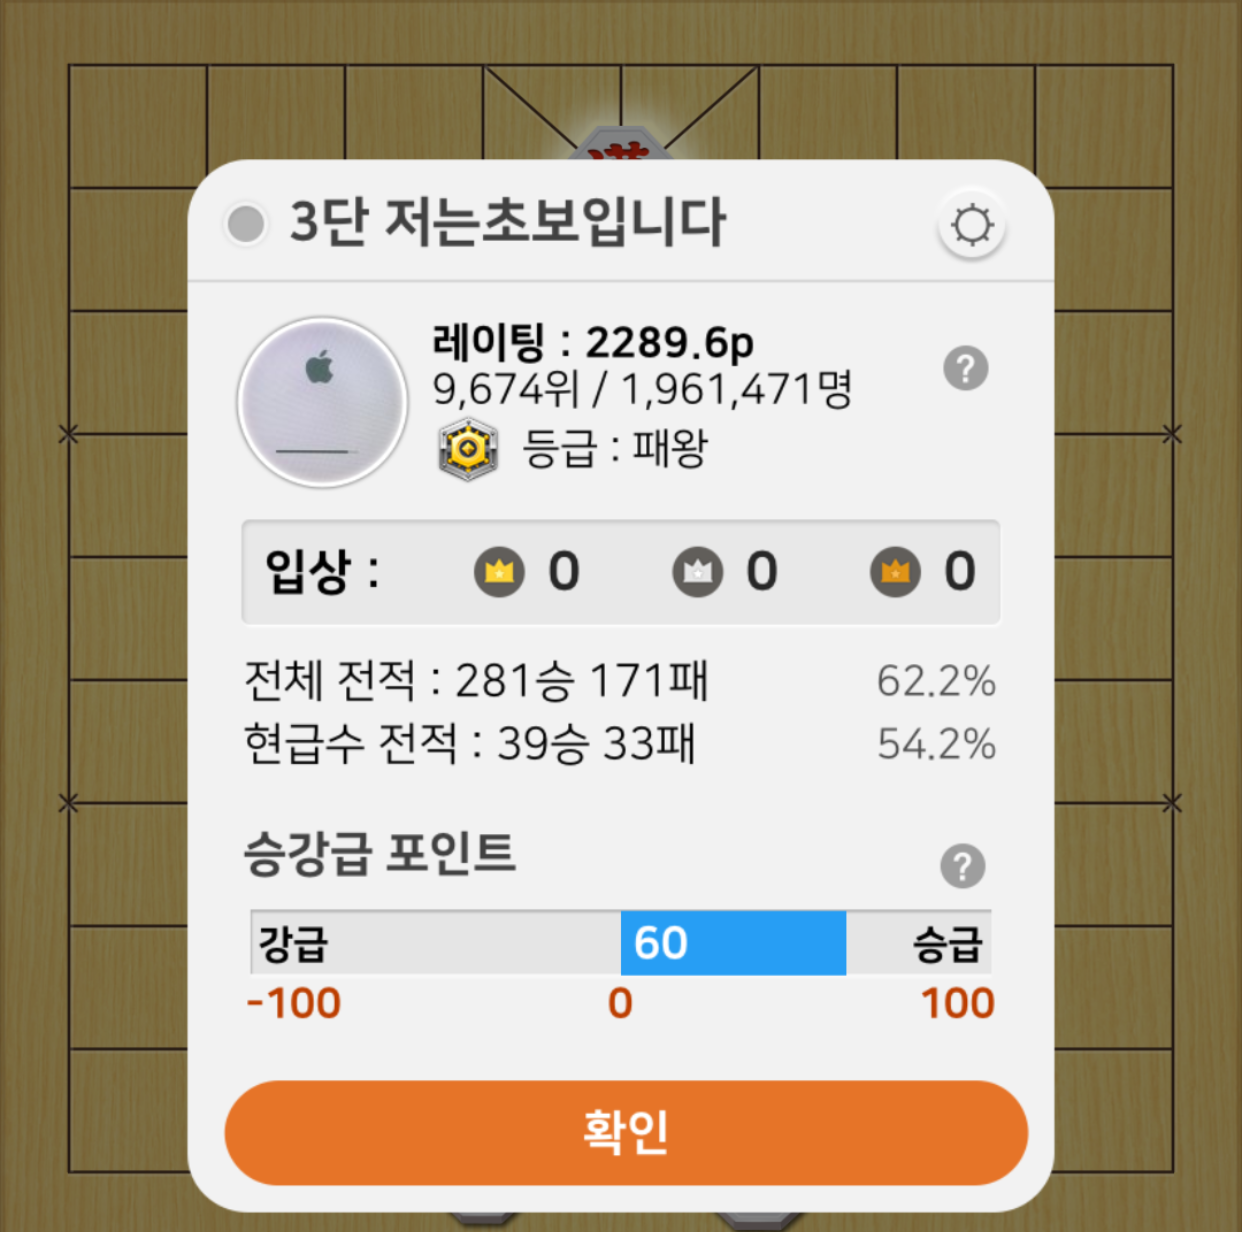 3단 저는초보입니다
레이팅 : 2289.6p
?
9,674위 / 1,961,471명
등급 : 패왕
입상 : 0 0 0
전체 전적 : 281승 171패 62.2%
현급수 전적 : 39승 33패 54.2%
승강급 포인트 ?
강급 60 승급
-100 0 100
확인